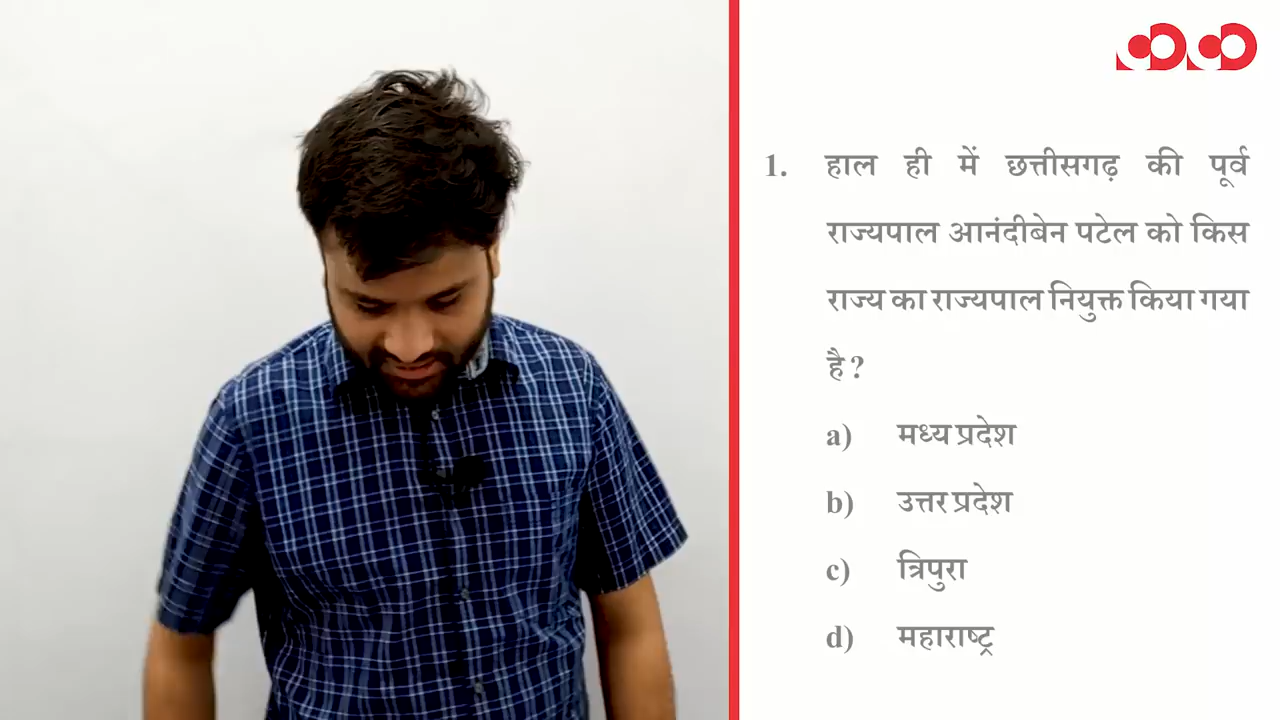 1. हाल ही में छत्तीसगढ़ की पूर्व
राज्यपाल आनंदीबेन पटेल को किस
राज्य का राज्यपाल नियुक्त किया गया
है ?
a) मध्य प्रदेश
b) उत्तर प्रदेश
c) त्रिपुरा
d) महाराष्ट्र